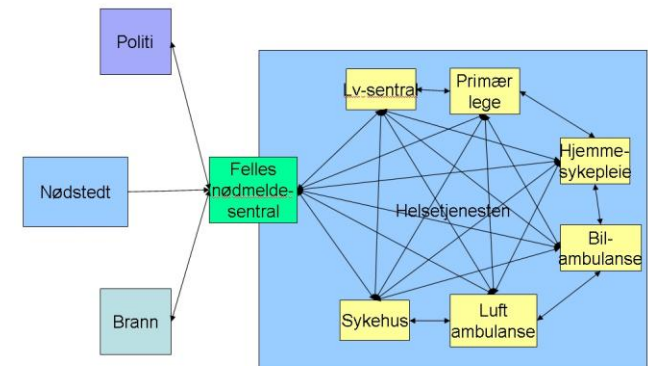 Politi
Lv-sentral
Primær
lege
Hjemme-
sykepleie
Felles
nødmelde-
sentral
Nødstedt
Helsetjenesten
Bil-
ambulanse
Brann
Sykehus
Luft
ambulanse